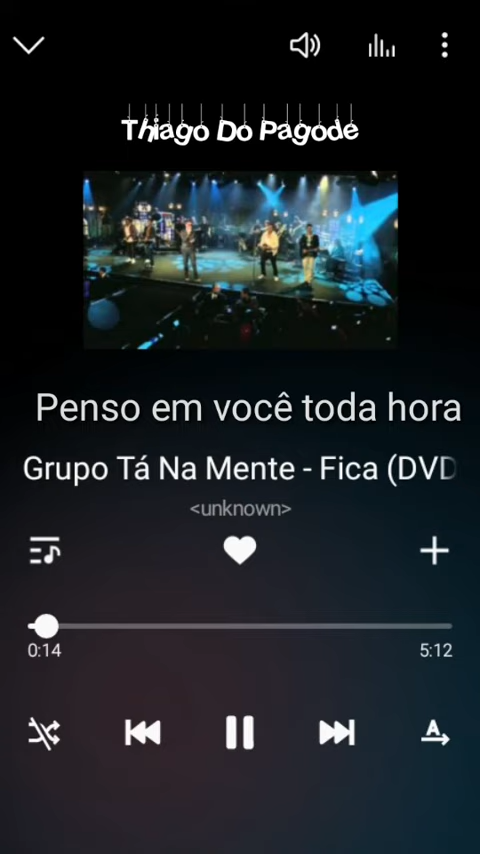 Thiago Do Pagode
Penso em você toda hora
Grupo Tá Na Mente - Fica (DVD
<unknown>
0:14
5:12
A